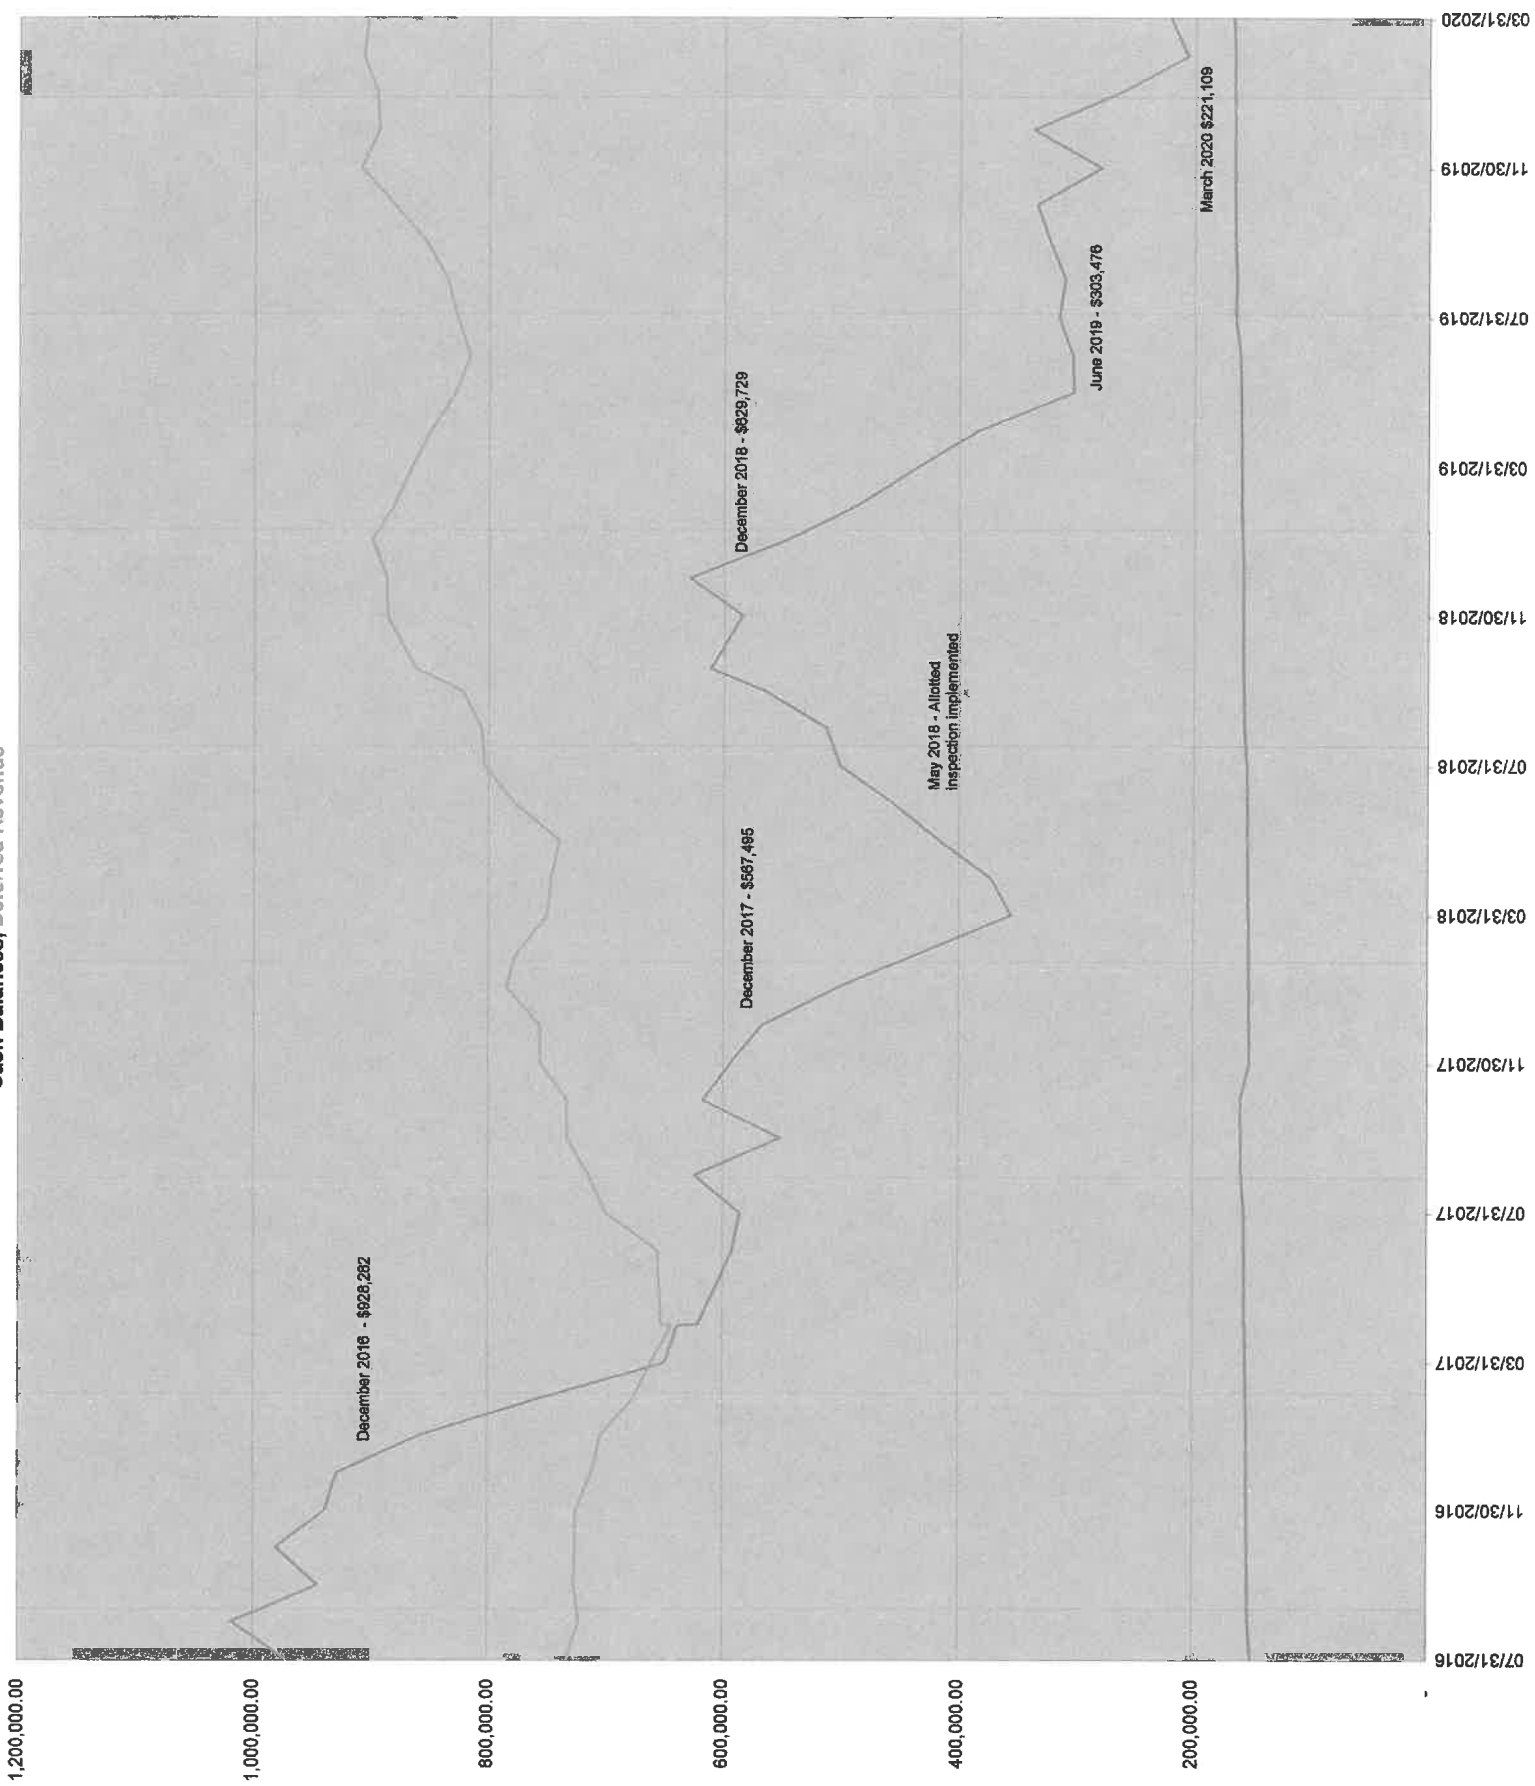 Cash Balances, Deferred Revenue
1,200,000.00
1,000,000.00
800,000.00
600,000.00
400,000.00
200,000.00
-
December 2016 - $928,282
December 2017 - $567,495
May 2018 - Allotted
inspection implemented
December 2018 - $629,729
June 2019 - $303,476
March 2020 $221,109
07/31/2016
11/30/2016
03/31/2017
07/31/2017
11/30/2017
03/31/2018
07/31/2018
11/30/2018
03/31/2019
07/31/2019
11/30/2019
03/31/2020